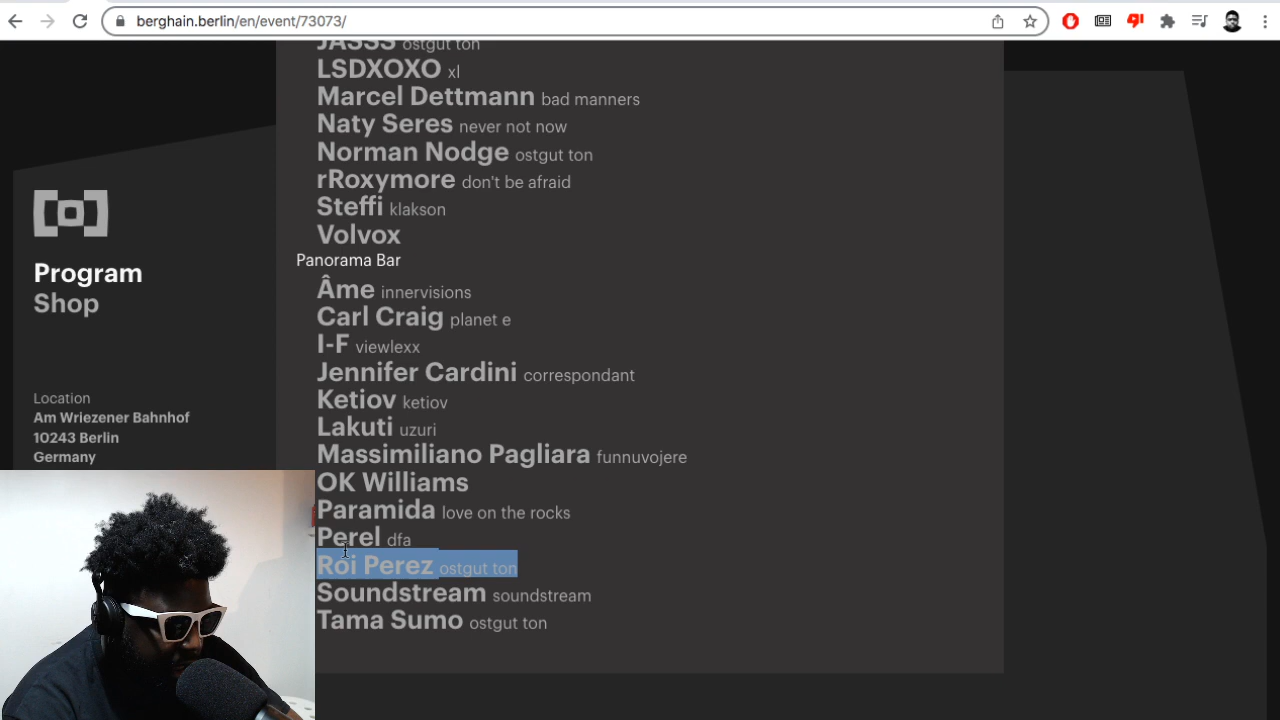 berghain.berlin/en/event/73073/
JASSS ostgut ton
LSDXOXO xl
Marcel Dettmann bad manners
Naty Seres never not now
Norman Nodge ostgut ton
rRoxymore don't be afraid
Steffi klakson
Volvox
Panorama Bar
Âme innervisions
Carl Craig planet e
I-F viewlexx
Jennifer Cardini correspondant
Ketiov ketiov
Lakuti uzuri
Massimiliano Pagliara funnuvojere
OK Williams
Paramida love on the rocks
Perel dfa
Roi Perez ostgut ton
Soundstream soundstream
Tama Sumo ostgut ton
Program
Shop
Location
Am Wriezener Bahnhof
10243 Berlin
Germany